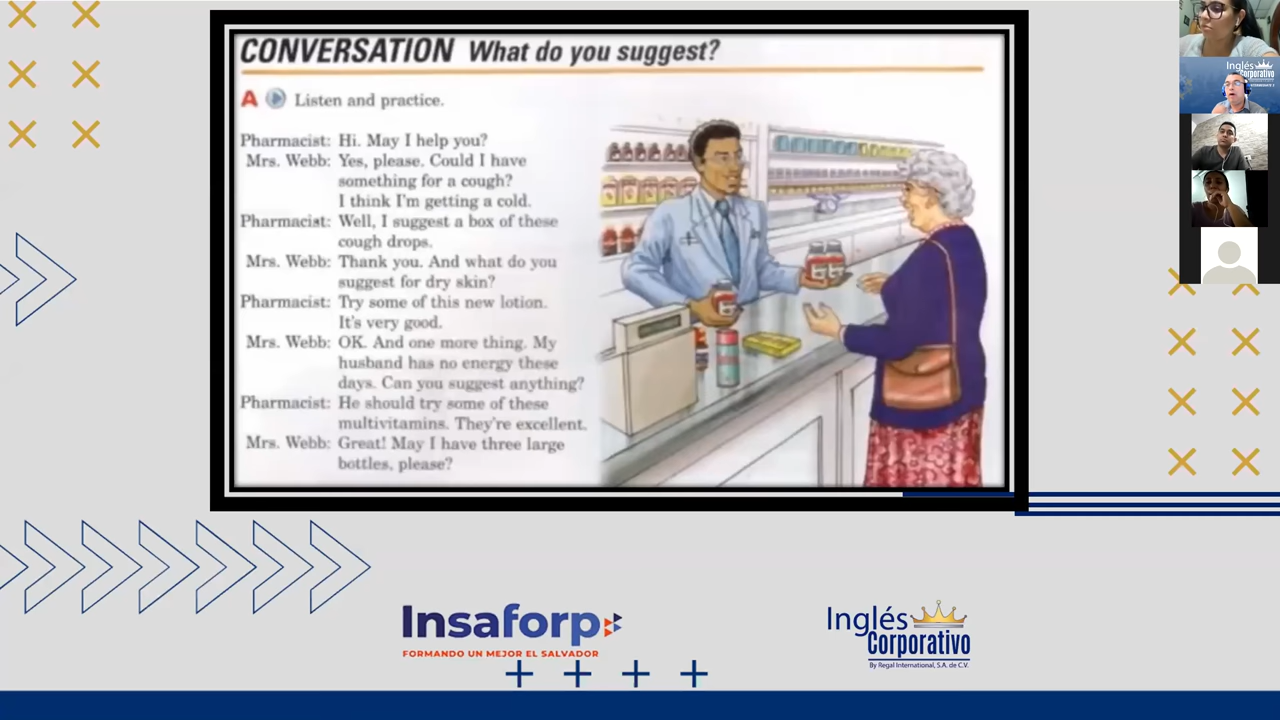 CONVERSATION What do you suggest?
A Listen and practice.
Pharmacist: Hi. May I help you?
Mrs. Webb: Yes, please. Could I have
something for a cough?
I think I'm getting a cold.
Pharmacist: Well, I suggest a box of these
cough drops.
Mrs. Webb: Thank you. And what do you
suggest for dry skin?
Pharmacist: Try some of this new lotion.
It's very good.
Mrs. Webb: OK. And one more thing. My
husband has no energy these
days. Can you suggest anything?
Pharmacist: He should try some of these
multivitamins. They're excellent.
Mrs. Webb: Great! May I have three large
bottles, please?
Insaforp
FORMANDO UN MEJOR EL SALVADOR
Inglés
Corporativo
By Regal International, S.A. de C.V.
Inglés
Corporativo